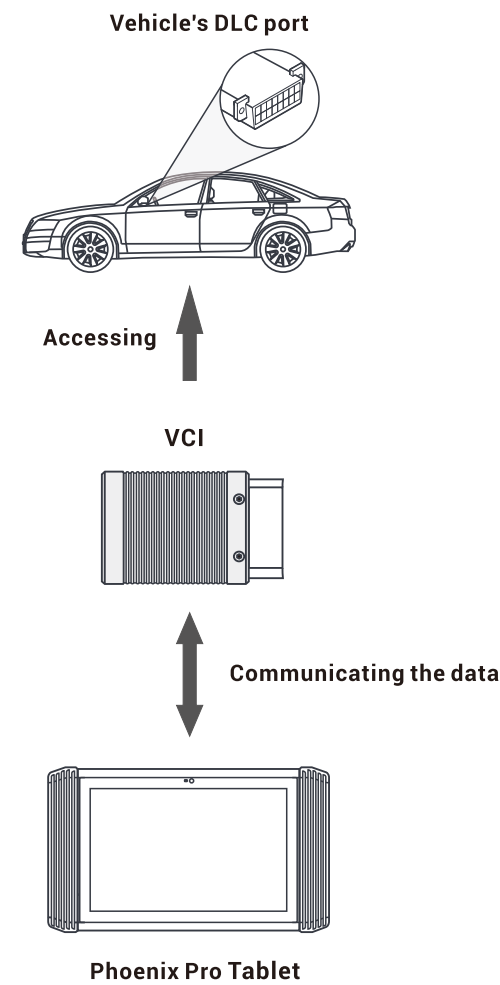 Vehicle's DLC port
Accessing
VCI
Communicating the data
Phoenix Pro Tablet